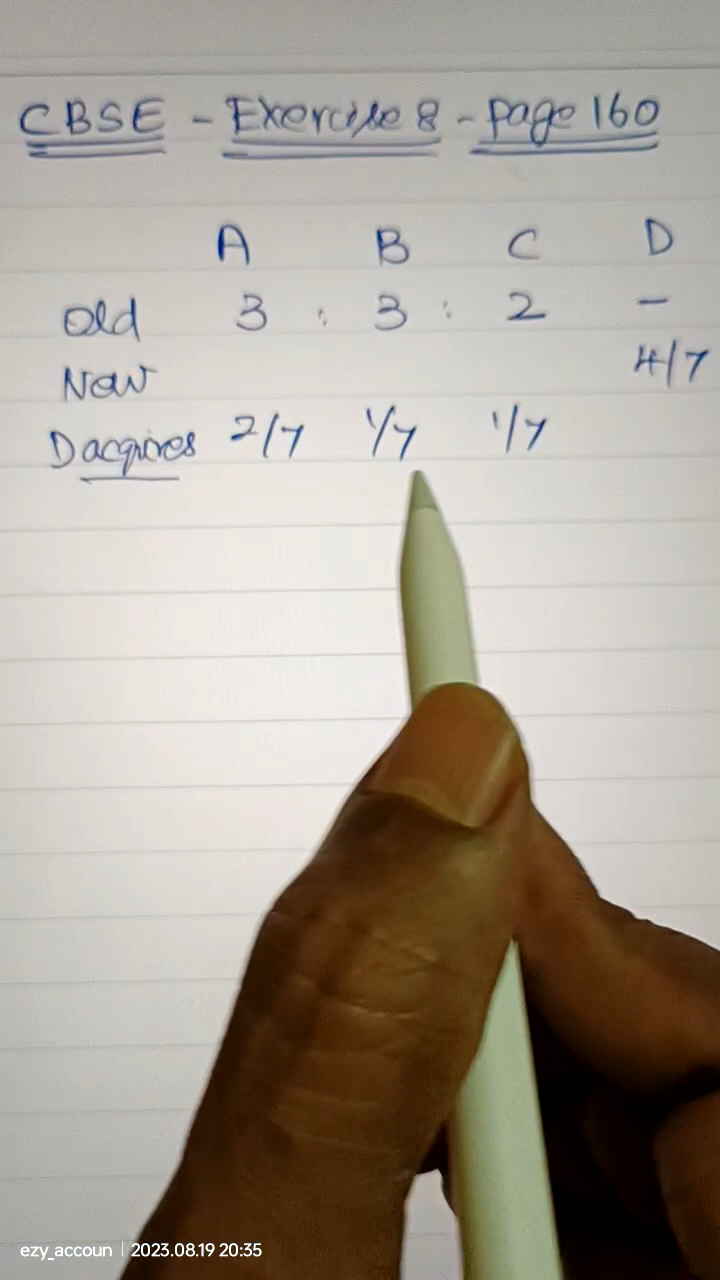 CBSE - Exercise 8 - Page 160
A B C D
Old 3 : 3 : 2 -
New 4/7
D acqires 2/7 1/7 1/7
ezy_accoun | 2023.08.19 20:35